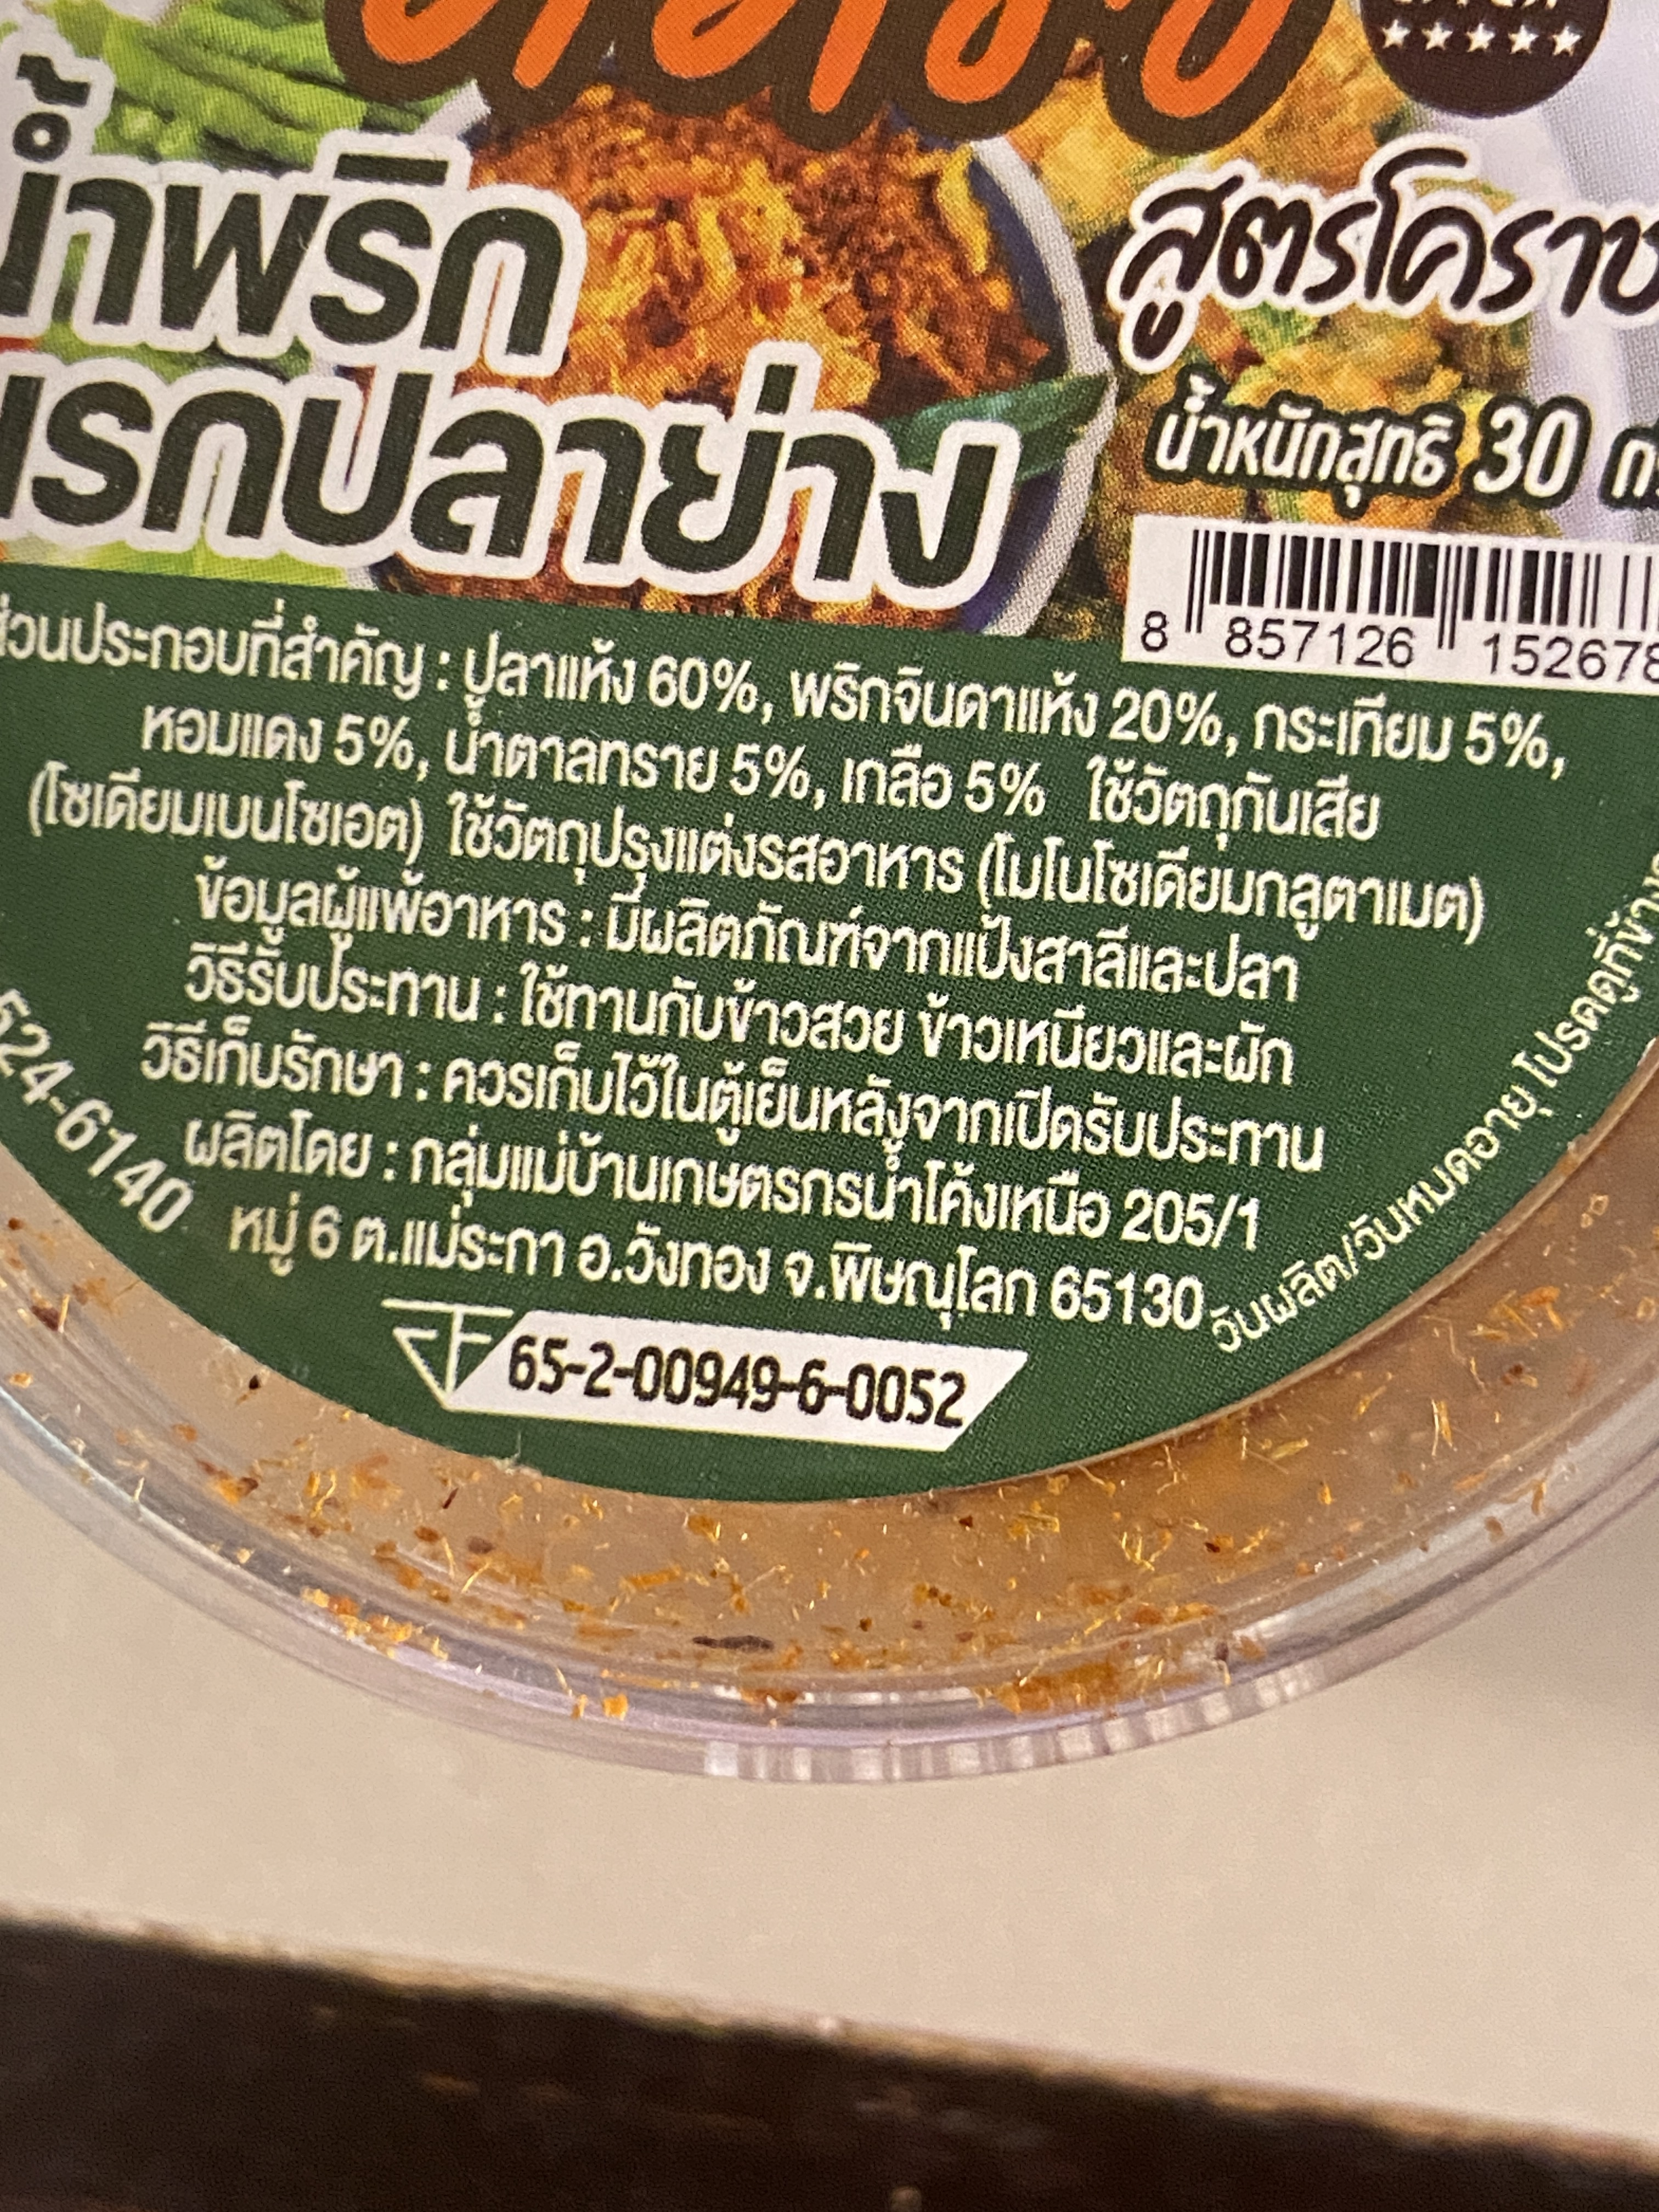 น้ำพริก
นรกปลาย่าง
สูตรโคราช
น้ำหนักสุทธิ 30
8 857126 152678
ส่วนประกอบที่สำคัญ : ปลาแห้ง 60%, พริกจินดาแห้ง 20%, กระเทียม 5%,
หอมแดง 5%, น้ำตาลทราย 5%, เกลือ 5% ใช้วัตถุกันเสีย
(โซเดียมเบนโซเอต) ใช้วัตถุปรุงแต่งรสอาหาร (โมโนโซเดียมกลูตาเมต)
ข้อมูลผู้แพ้อาหาร : มีผลิตภัณฑ์จากแป้งสาลีและปลา
วิธีรับประทาน : ใช้ทานกับข้าวสวย ข้าวเหนียวและผัก
วิธีเก็บรักษา : ควรเก็บไว้ในตู้เย็นหลังจากเปิดรับประทาน
ผลิตโดย : กลุ่มแม่บ้านเกษตรกรน้ำโค้งเหนือ 205/1
หมู่ 6 ต.แม่ระกา อ.วังทอง จ.พิษณุโลก 65130
524-6140
วันผลิต/วันหมดอายุ โปรดดูที่ข้าง
65-2-00949-6-0052